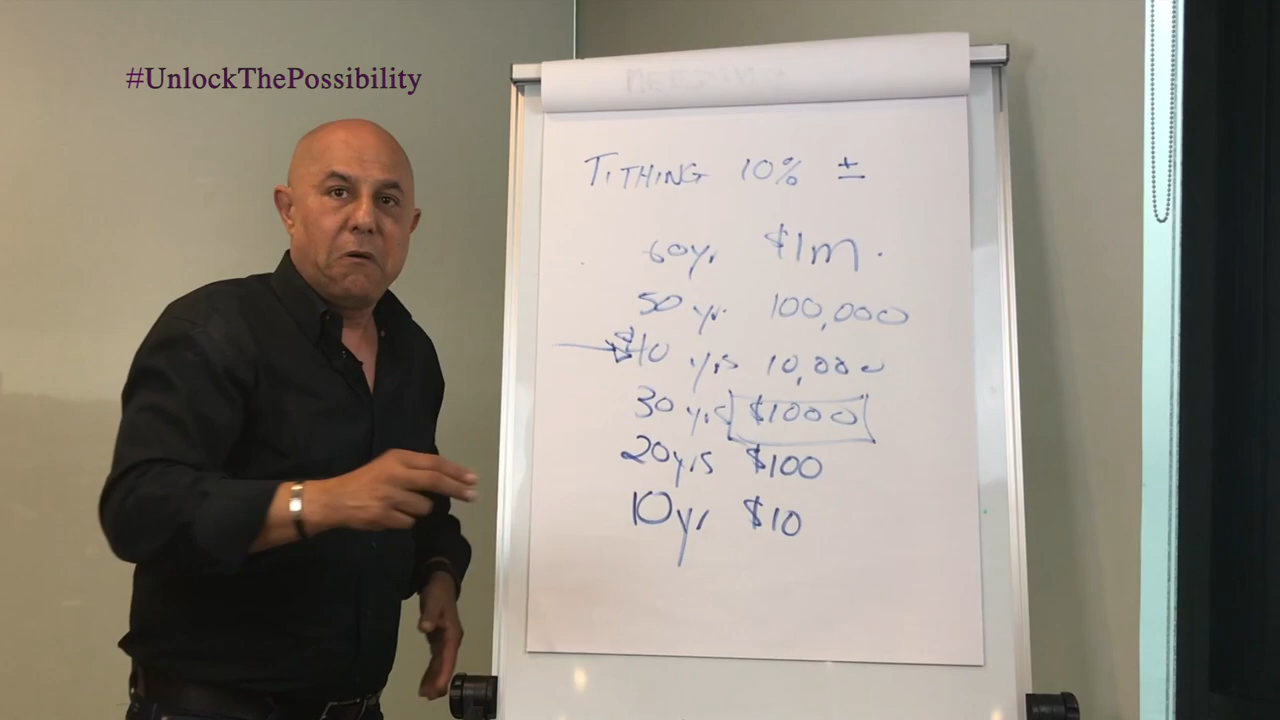 #UnlockThePossibility
TITHING 10% ±
60yr $1m.
50 yr. 100,000
40 yrs 10,000
30 yrs $1000
20yrs $100
10yr $10